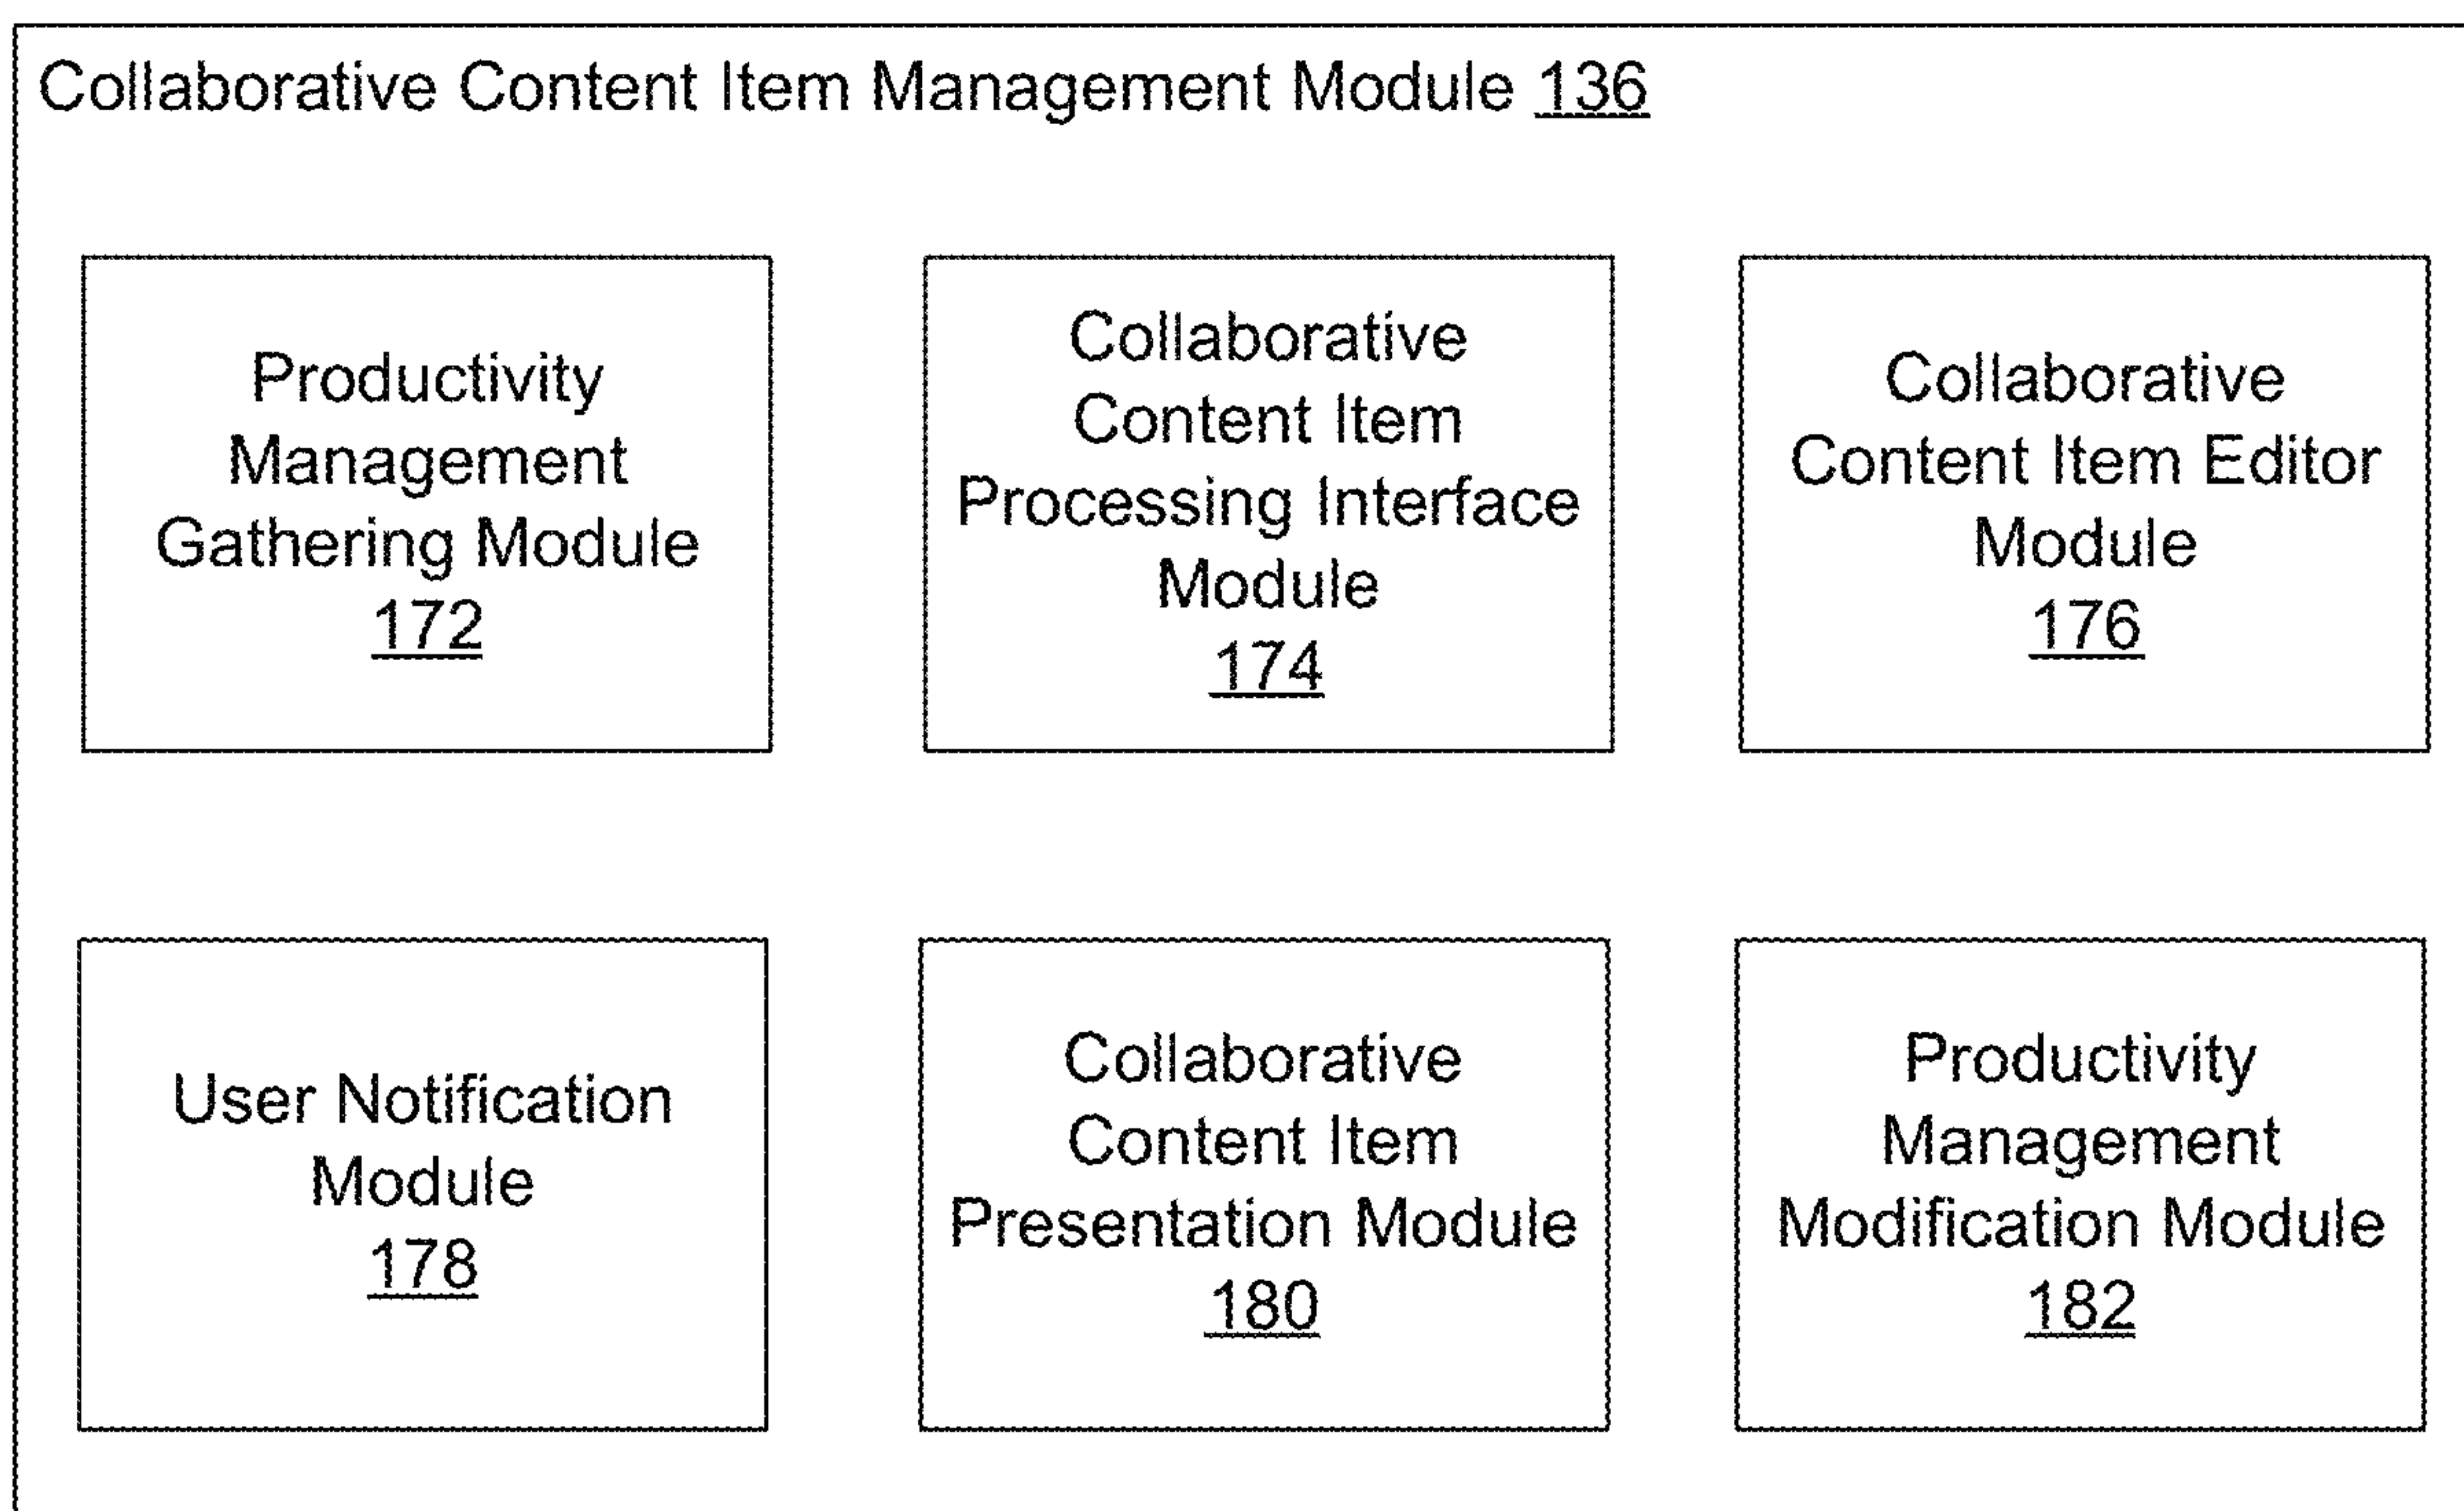 Collaborative Content Item Management Module 136
Productivity
Management
Gathering Module
172
Collaborative
Content Item
Processing Interface
Module
174
Collaborative
Content Item Editor
Module
176
User Notification
Module
178
Collaborative
Content Item
Presentation Module
180
Productivity
Management
Modification Module
182